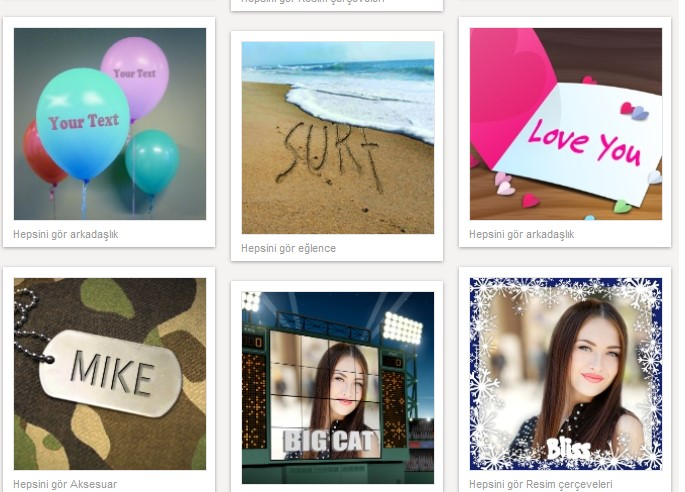 Hepsini gör Resim çerçeveleri
Your Text
Your Text
Hepsini gör arkadaşlık
SURF
Hepsini gör eğlence
Love You
Hepsini gör arkadaşlık
MIKE
Hepsini gör Aksesuar
BIG CAT
Bliss
Hepsini gör Resim çerçeveleri